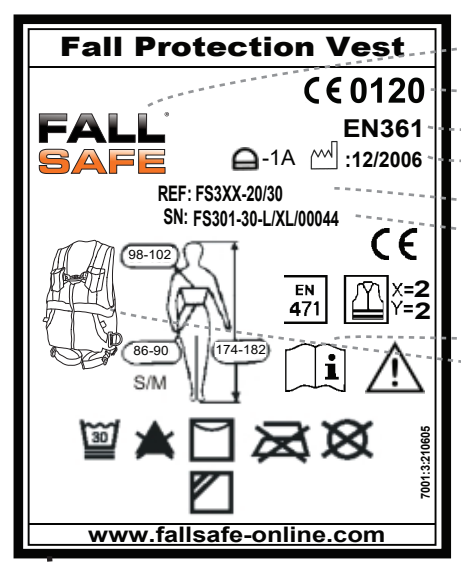 Fall Protection Vest
CE 0120
FALL
SAFE
®
EN361
-1A :12/2006
REF: FS3XX-20/30
SN: FS301-30-L/XL/00044
CE
98-102
EN
471
X=2
Y=2
86-90
174-182
S/M
i
!
30
7001:3:210605
www.fallsafe-online.com